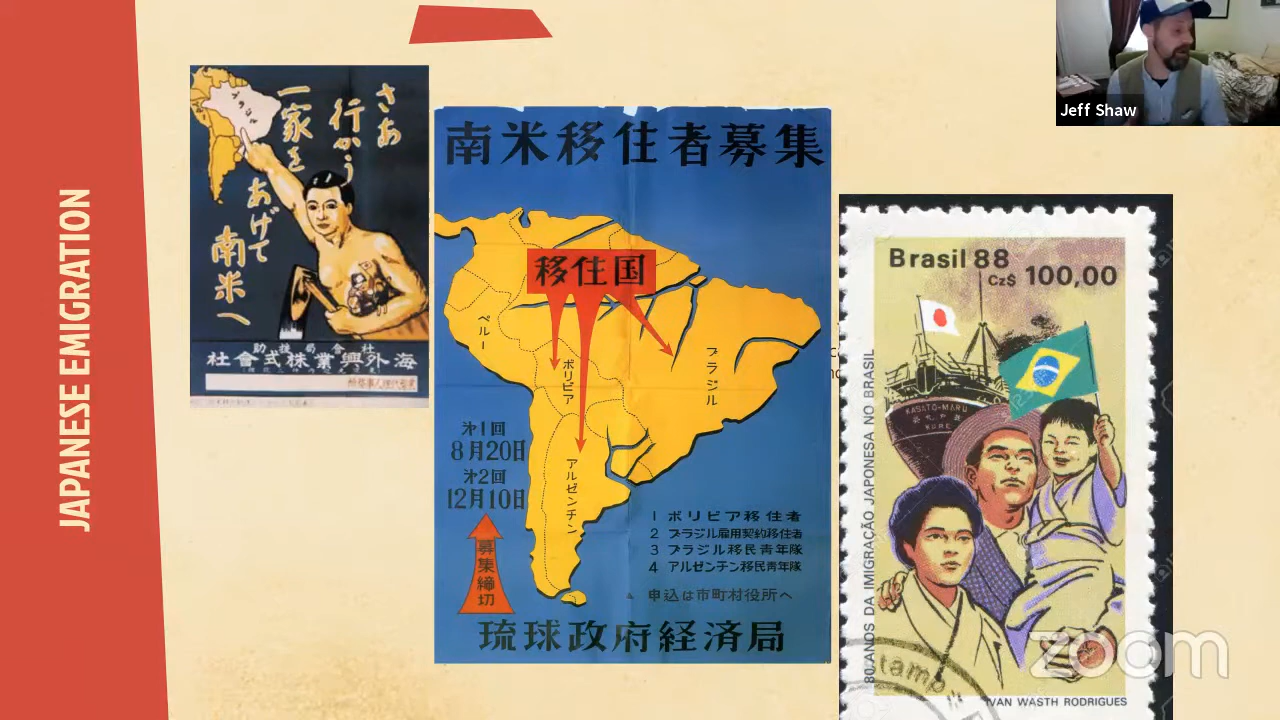 JAPANESE EMIGRATION
さあ
行かう
一家を
あげて
南米へ
海外興業株式會社
南米移住者募集
移住国
ペルー
ボリビア
ブラジル
アルゼンチン
第1回
8月20日
第2回
12月10日
募集締切
1 ボリビア移住者
2 ブラジル雇用契約移住者
3 ブラジル移民青年隊
4 アルゼンチン移民青年隊
申込は市町村役所へ
琉球政府経済局
Brasil 88
Cz$ 100,00
KASATO-MARU
KURE
80 ANOS DA IMIGRAÇÃO JAPONESA NO BRASIL
IVAN WASTH RODRIGUES
Jeff Shaw
zoom